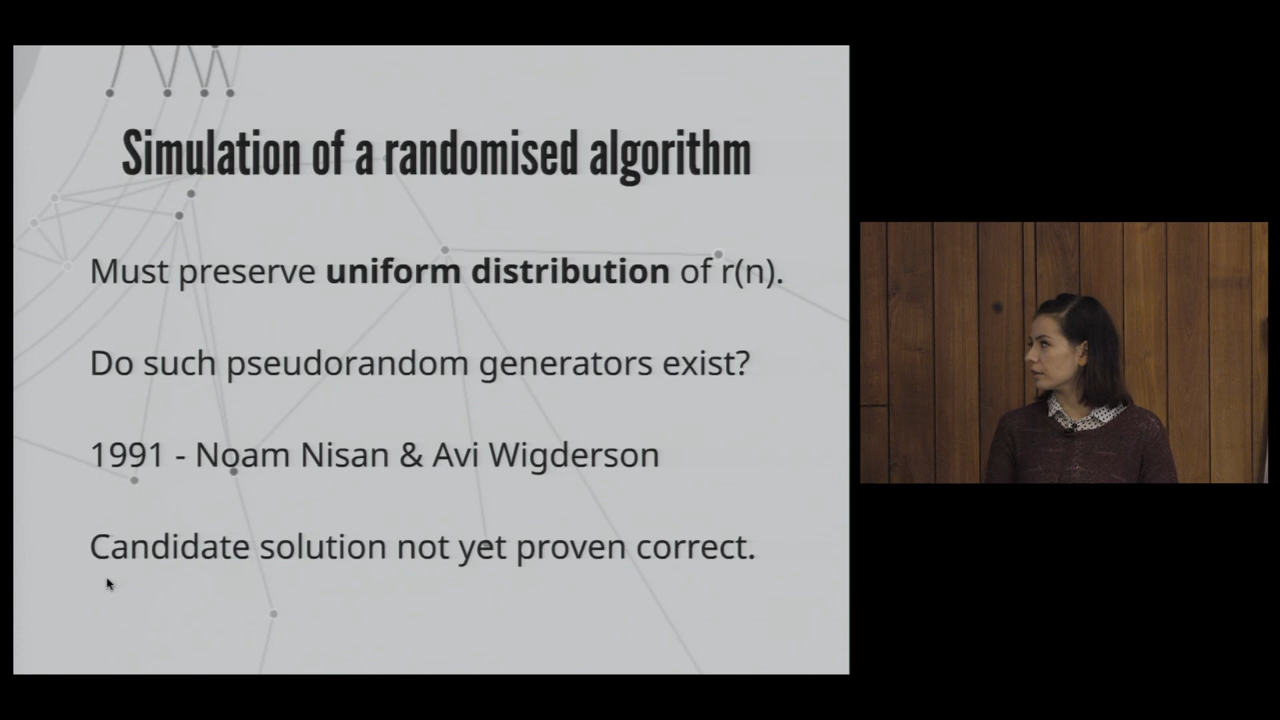 Simulation of a randomised algorithm
Must preserve uniform distribution of r(n).
Do such pseudorandom generators exist?
1991 - Noam Nisan & Avi Wigderson
Candidate solution not yet proven correct.